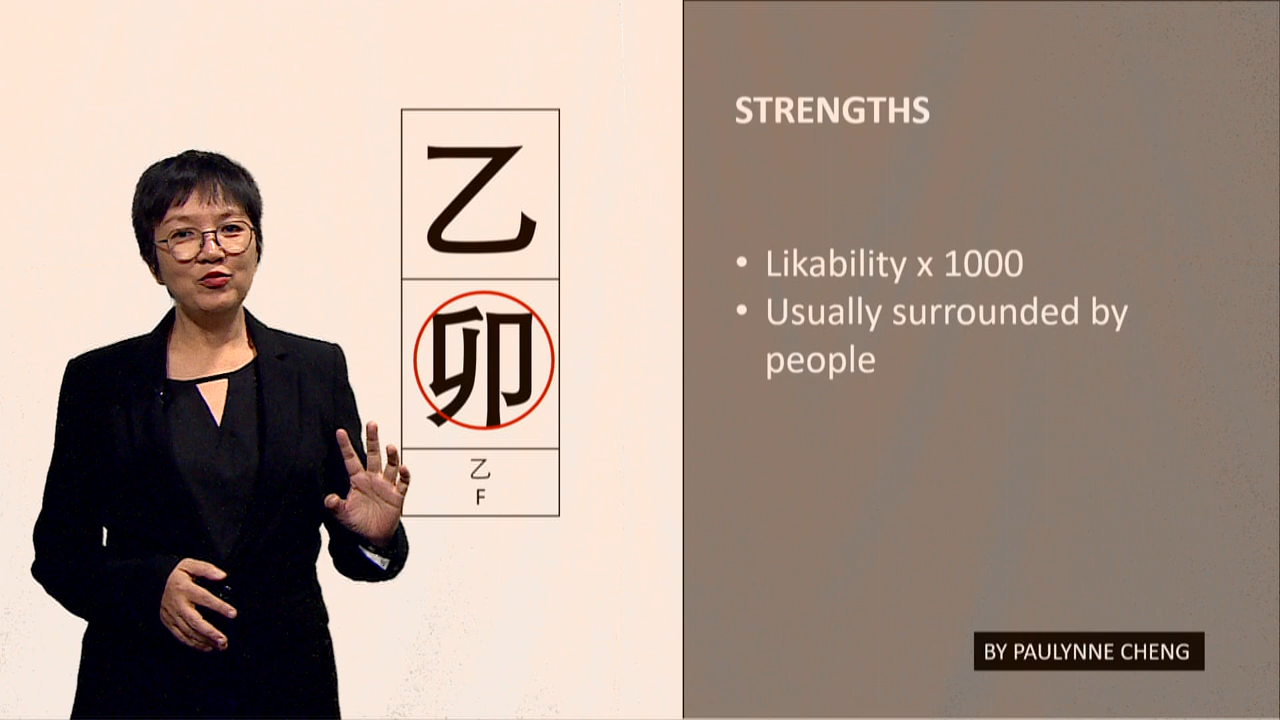 乙
卯
乙
F
STRENGTHS
• Likability x 1000
• Usually surrounded by
people
BY PAULYNNE CHENG